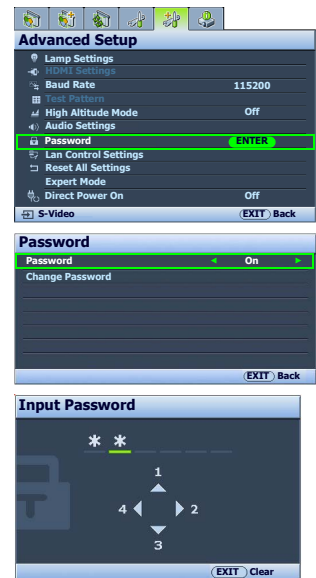 Advanced Setup
Lamp Settings
HDMI Settings
Baud Rate 115200
Test Pattern
High Altitude Mode Off
Audio Settings
Password ENTER
Lan Control Settings
Reset All Settings
Expert Mode
Direct Power On Off
S-Video EXIT Back
Password
Password On
Change Password
EXIT Back
Input Password
* *
1
4 2
3
EXIT Clear